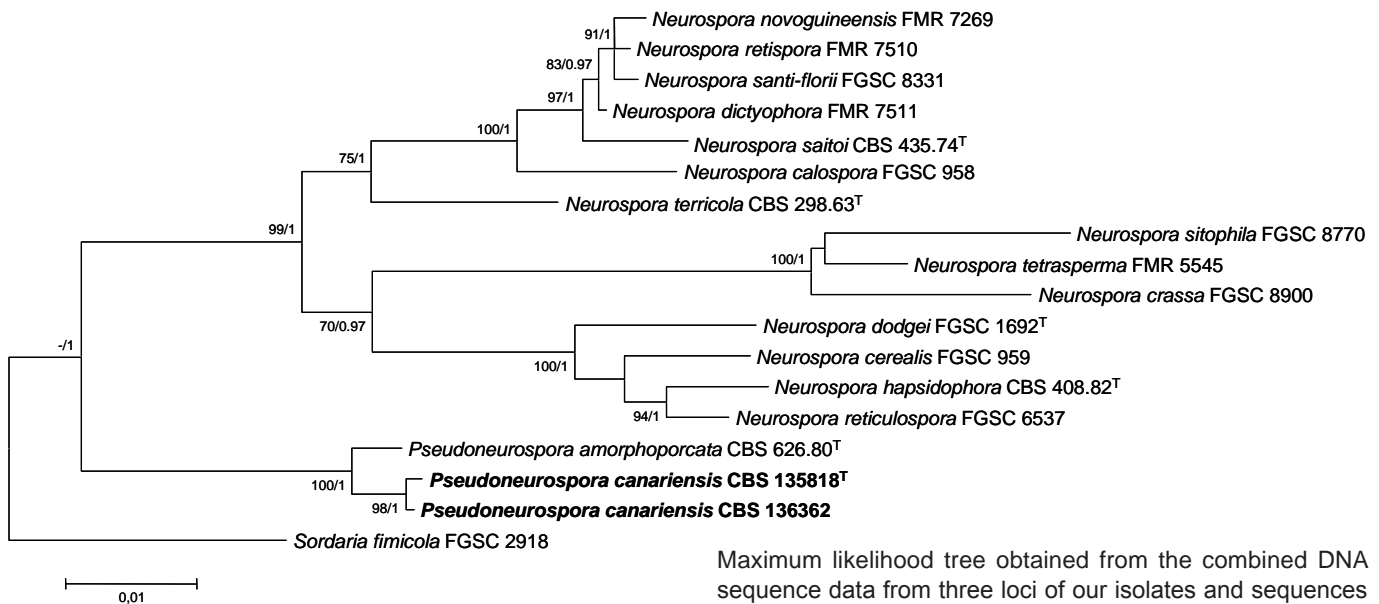 Neurospora novoguineensis FMR 7269
91/1
Neurospora retispora FMR 7510
83/0.97
Neurospora santi-florii FGSC 8331
97/1
Neurospora dictyophora FMR 7511
100/1
Neurospora saitoi CBS 435.74T
75/1
Neurospora calospora FGSC 958
Neurospora terricola CBS 298.63T
99/1
Neurospora sitophila FGSC 8770
100/1
Neurospora tetrasperma FMR 5545
Neurospora crassa FGSC 8900
70/0.97
Neurospora dodgei FGSC 1692T
-/1
Neurospora cerealis FGSC 959
100/1
Neurospora hapsidophora CBS 408.82T
94/1
Neurospora reticulospora FGSC 6537
Pseudoneurospora amorphoporcata CBS 626.80T
100/1
Pseudoneurospora canariensis CBS 135818T
98/1
Pseudoneurospora canariensis CBS 136362
Sordaria fimicola FGSC 2918
0,01
Maximum likelihood tree obtained from the combined DNA
sequence data from three loci of our isolates and sequences